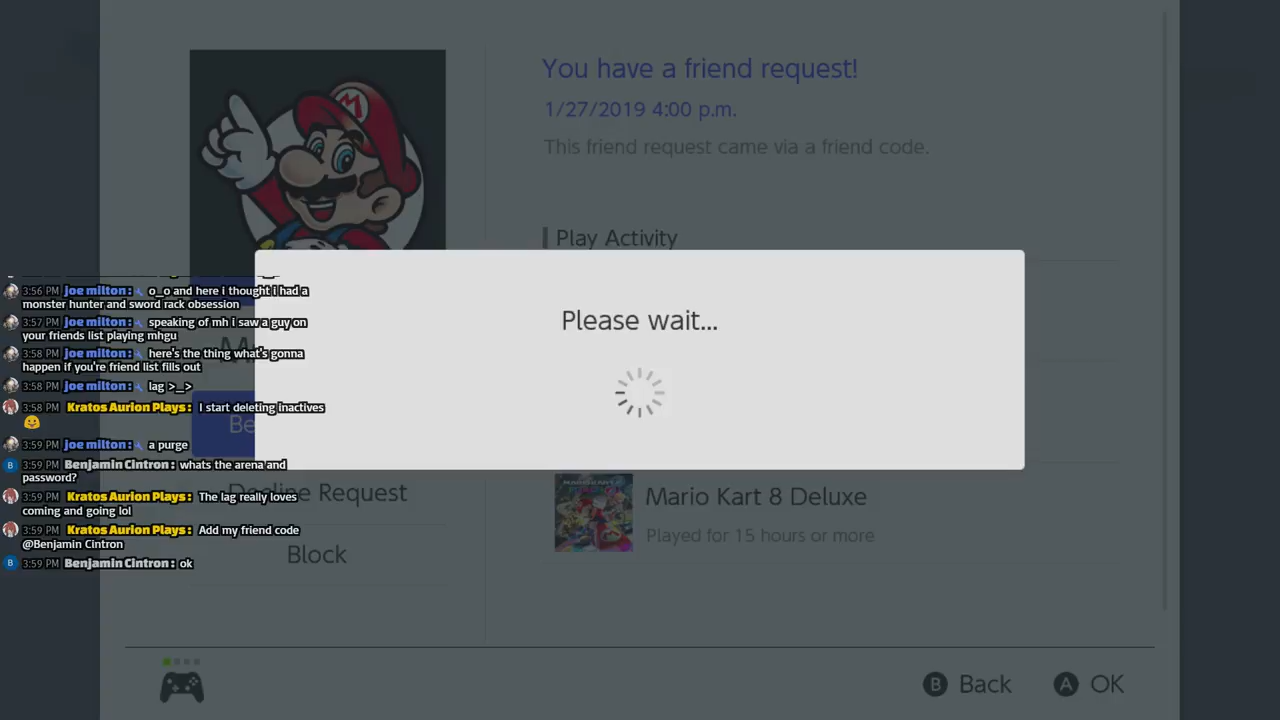 You have a friend request!
1/27/2019 4:00 p.m.
This friend request came via a friend code.
Play Activity
Please wait...
3:56 PM joe milton: o_o and here i thought i had a
monster hunter and sword rack obsession
3:57 PM joe milton: speaking of mh i saw a guy on
your friends list playing mhgu
3:58 PM joe milton: here's the thing what's gonna
happen if you're friend list fills out
3:58 PM joe milton: lag >_>
3:58 PM Kratos Aurion Plays: I start deleting inactives
3:59 PM joe milton: a purge
B 3:59 PM Benjamin Cintron: whats the arena and
password?
3:59 PM Kratos Aurion Plays: The lag really loves
coming and going lol
3:59 PM Kratos Aurion Plays: Add my friend code
@Benjamin Cintron
B 3:59 PM Benjamin Cintron: ok
M
Be
Decline Request
Block
Mario Kart 8 Deluxe
Played for 15 hours or more
B Back
A OK